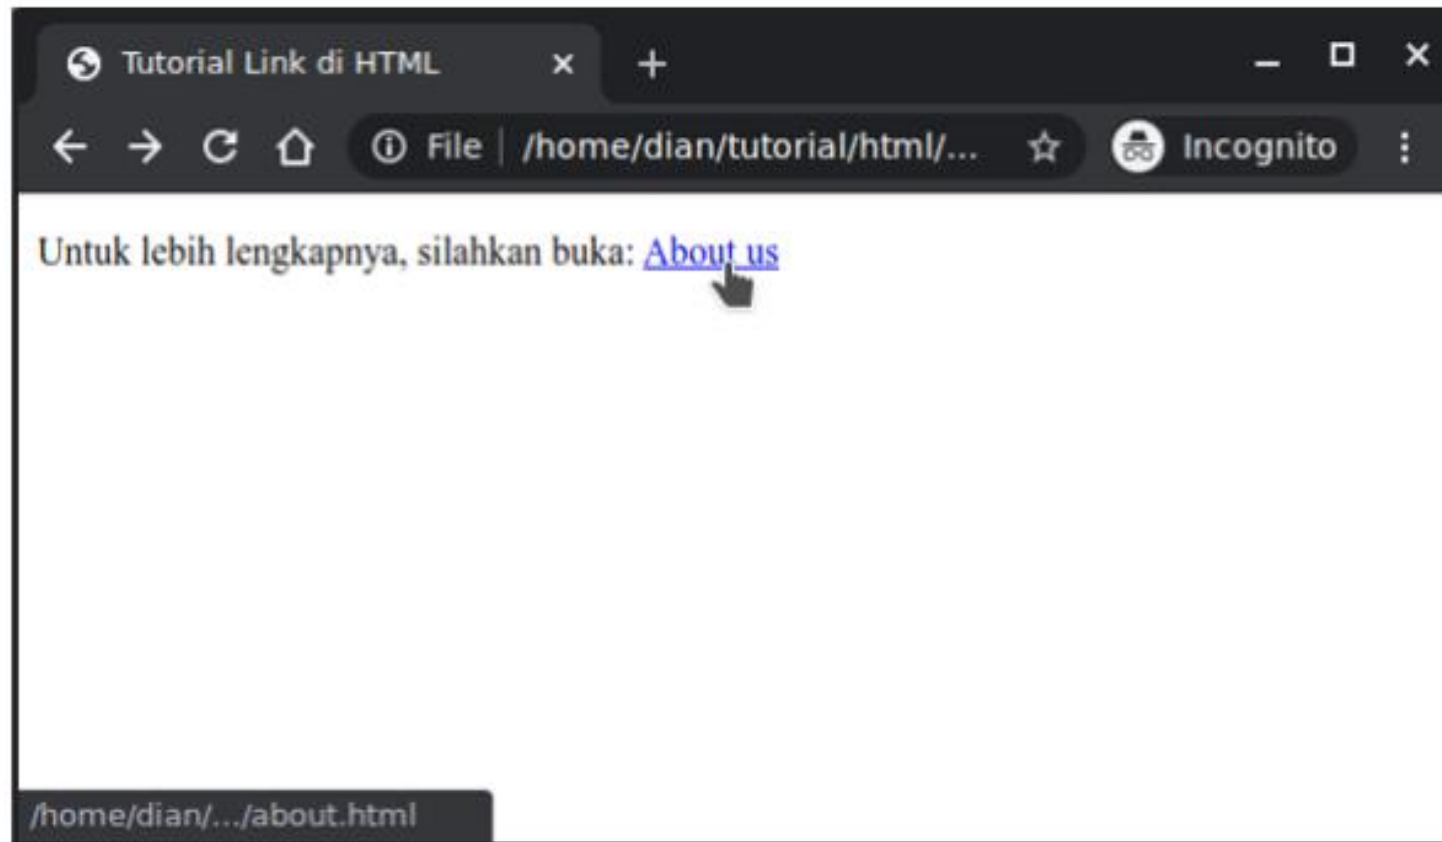 Tutorial Link di HTML
File /home/dian/tutorial/html/... Incognito
Untuk lebih lengkapnya, silahkan buka: About us
/home/dian/.../about.html